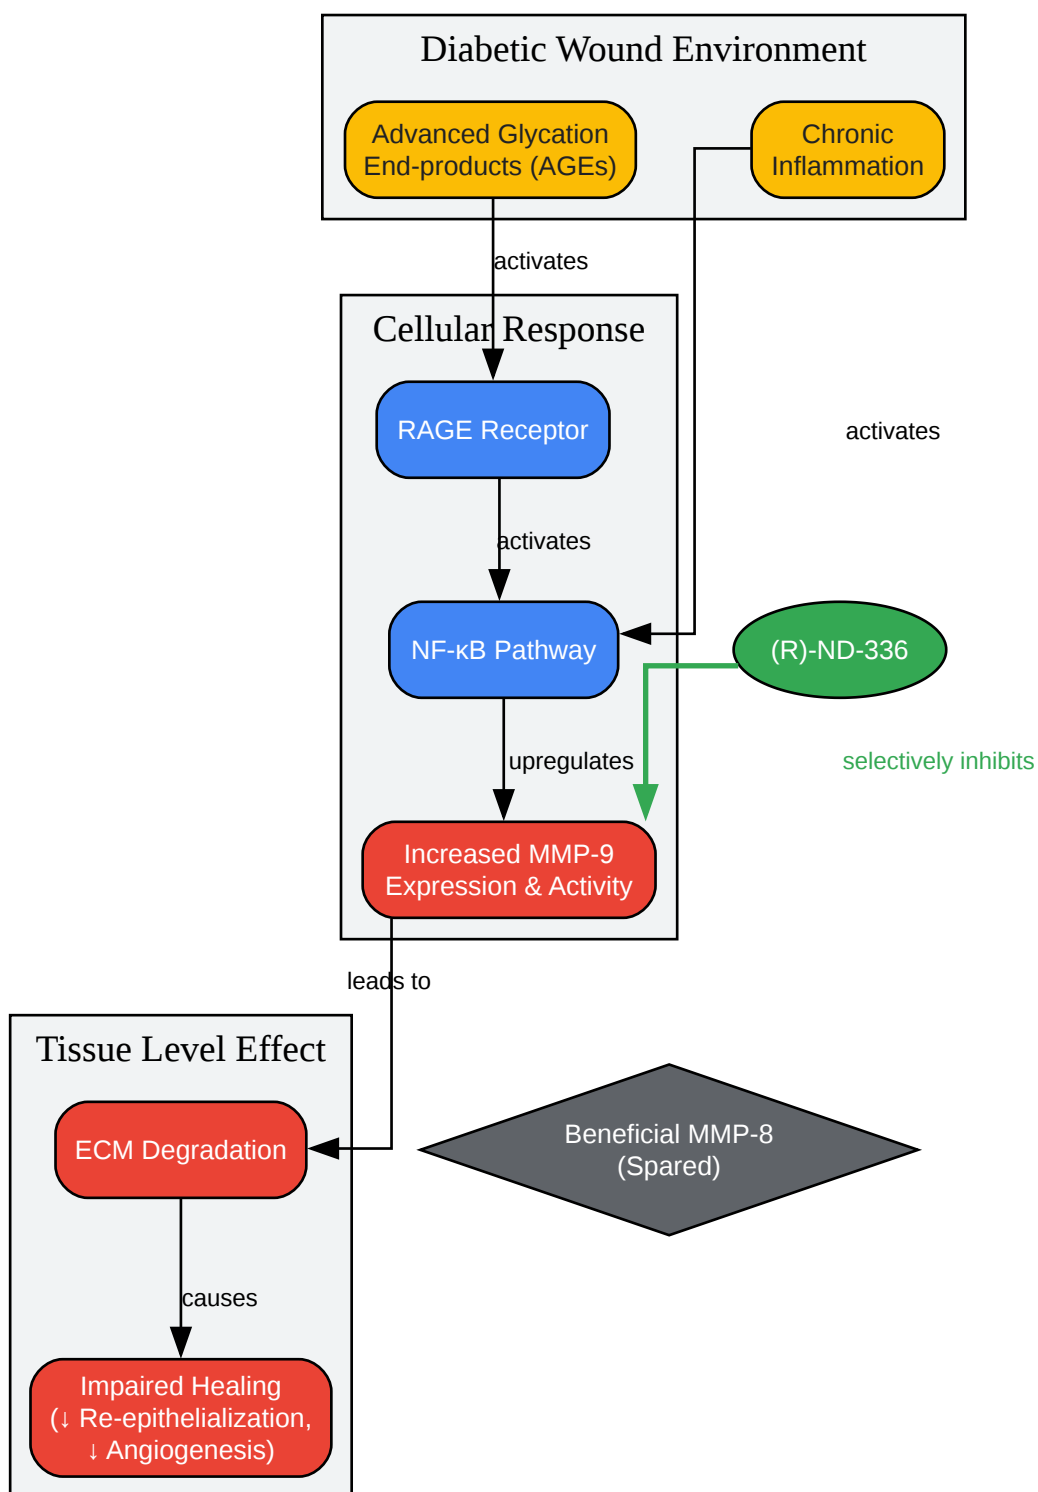 Diabetic Wound Environment
Advanced Glycation
End-products (AGEs)
Chronic
Inflammation
activates
Cellular Response
RAGE Receptor
activates
activates
NF-κB Pathway
(R)-ND-336
upregulates
selectively inhibits
Increased MMP-9
Expression & Activity
leads to
Tissue Level Effect
ECM Degradation
Beneficial MMP-8
(Spared)
causes
Impaired Healing
(↓ Re-epithelialization,
↓ Angiogenesis)